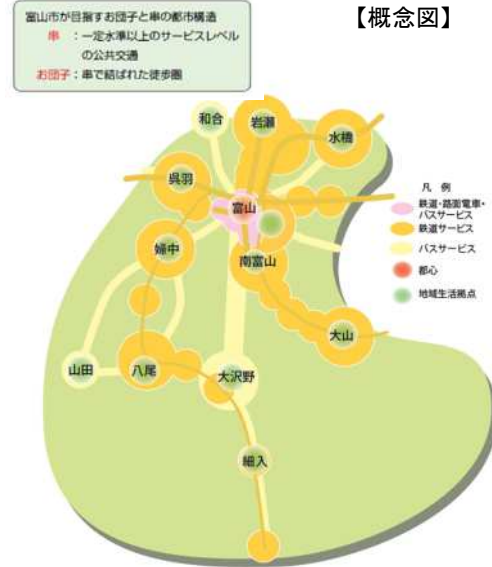 富山市が目指すお団子と串の都市構造
串 ：一定水準以上のサービスレベル
の公共交通
お団子：串で結ばれた徒歩圏
【概念図】
和合
岩瀬
水橋
呉羽
富山
婦中
南富山
大山
山田
八尾
大沢野
細入
凡 例
鉄道・路面電車・
バスサービス
鉄道サービス
バスサービス
都心
地域生活拠点